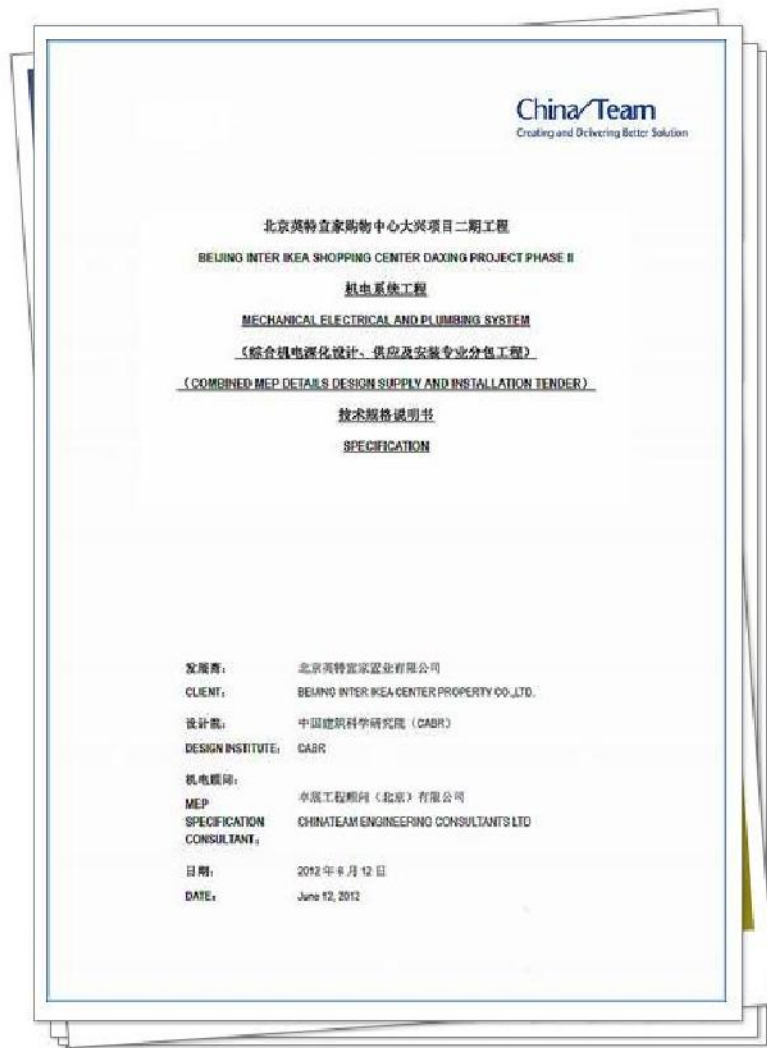 China Team
Creating and Delivering Better Solution
北京英特宜家购物中心大兴项目二期工程
BEIJING INTER IKEA SHOPPING CENTER DAXING PROJECT PHASE II
机电系统工程
MECHANICAL ELECTRICAL AND PLUMBING SYSTEM
（综合机电深化设计、供应及安装专业分包工程）
（COMBINED MEP DETAILS DESIGN SUPPLY AND INSTALLATION TENDER）
技术规格说明书
SPECIFICATION
发展商： 北京英特宜家置业有限公司
CLIENT： BEIJING INTER IKEA CENTER PROPERTY CO.,LTD.
设计院： 中国建筑科学研究院（CABR）
DESIGN INSTITUTE： CABR
机电顾问： 卓展工程顾问（北京）有限公司
MEP
SPECIFICATION CHINATEAM ENGINEERING CONSULTANTS LTD
CONSULTANT：
日期： 2012 年 6 月 12 日
DATE： June 12, 2012